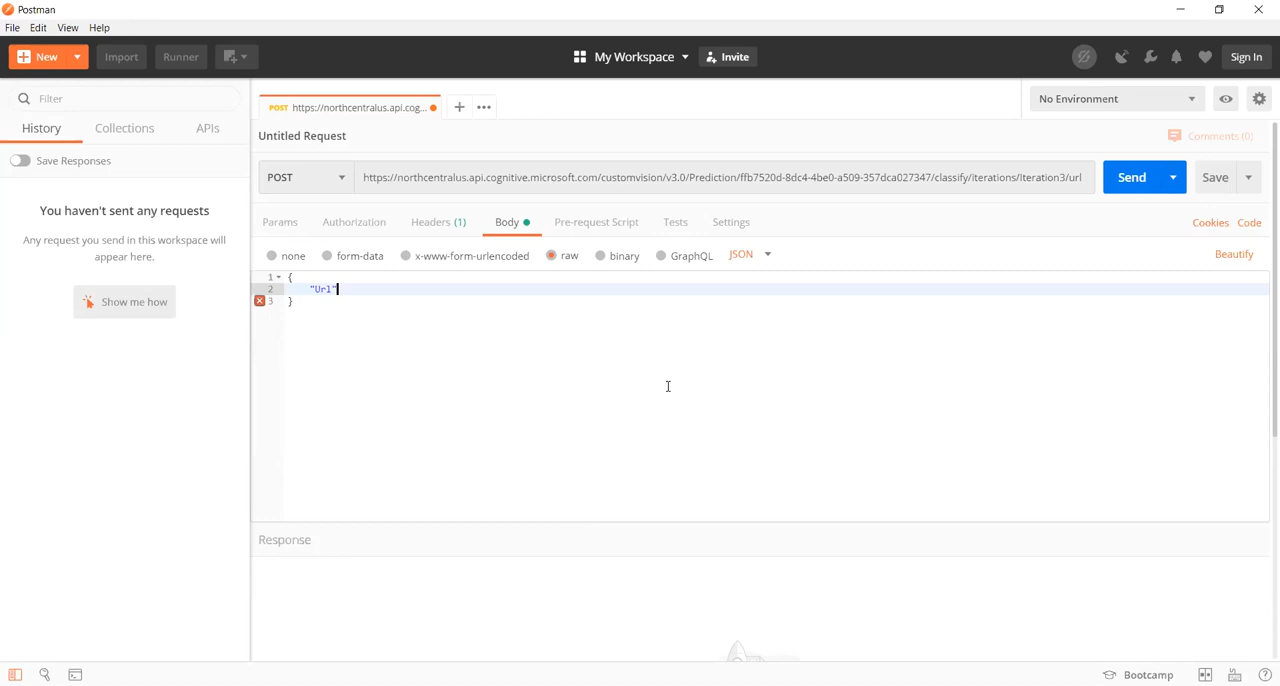 Postman
File Edit View Help
New Import Runner My Workspace Invite Sign In
Filter
History Collections APIs
Save Responses
You haven't sent any requests
Any request you send in this workspace will
appear here.
Show me how
POST https://northcentralus.api.cog...
No Environment
Untitled Request
Comments (0)
POST https://northcentralus.api.cognitive.microsoft.com/customvision/v3.0/Prediction/ffb7520d-8dc4-4be0-a509-357dca027347/classify/iterations/Iteration3/url Send Save
Params Authorization Headers (1) Body Pre-request Script Tests Settings Cookies Code
none form-data x-www-form-urlencoded raw binary GraphQL JSON Beautify
1 {
2 "Url"
3 }
Response
Bootcamp